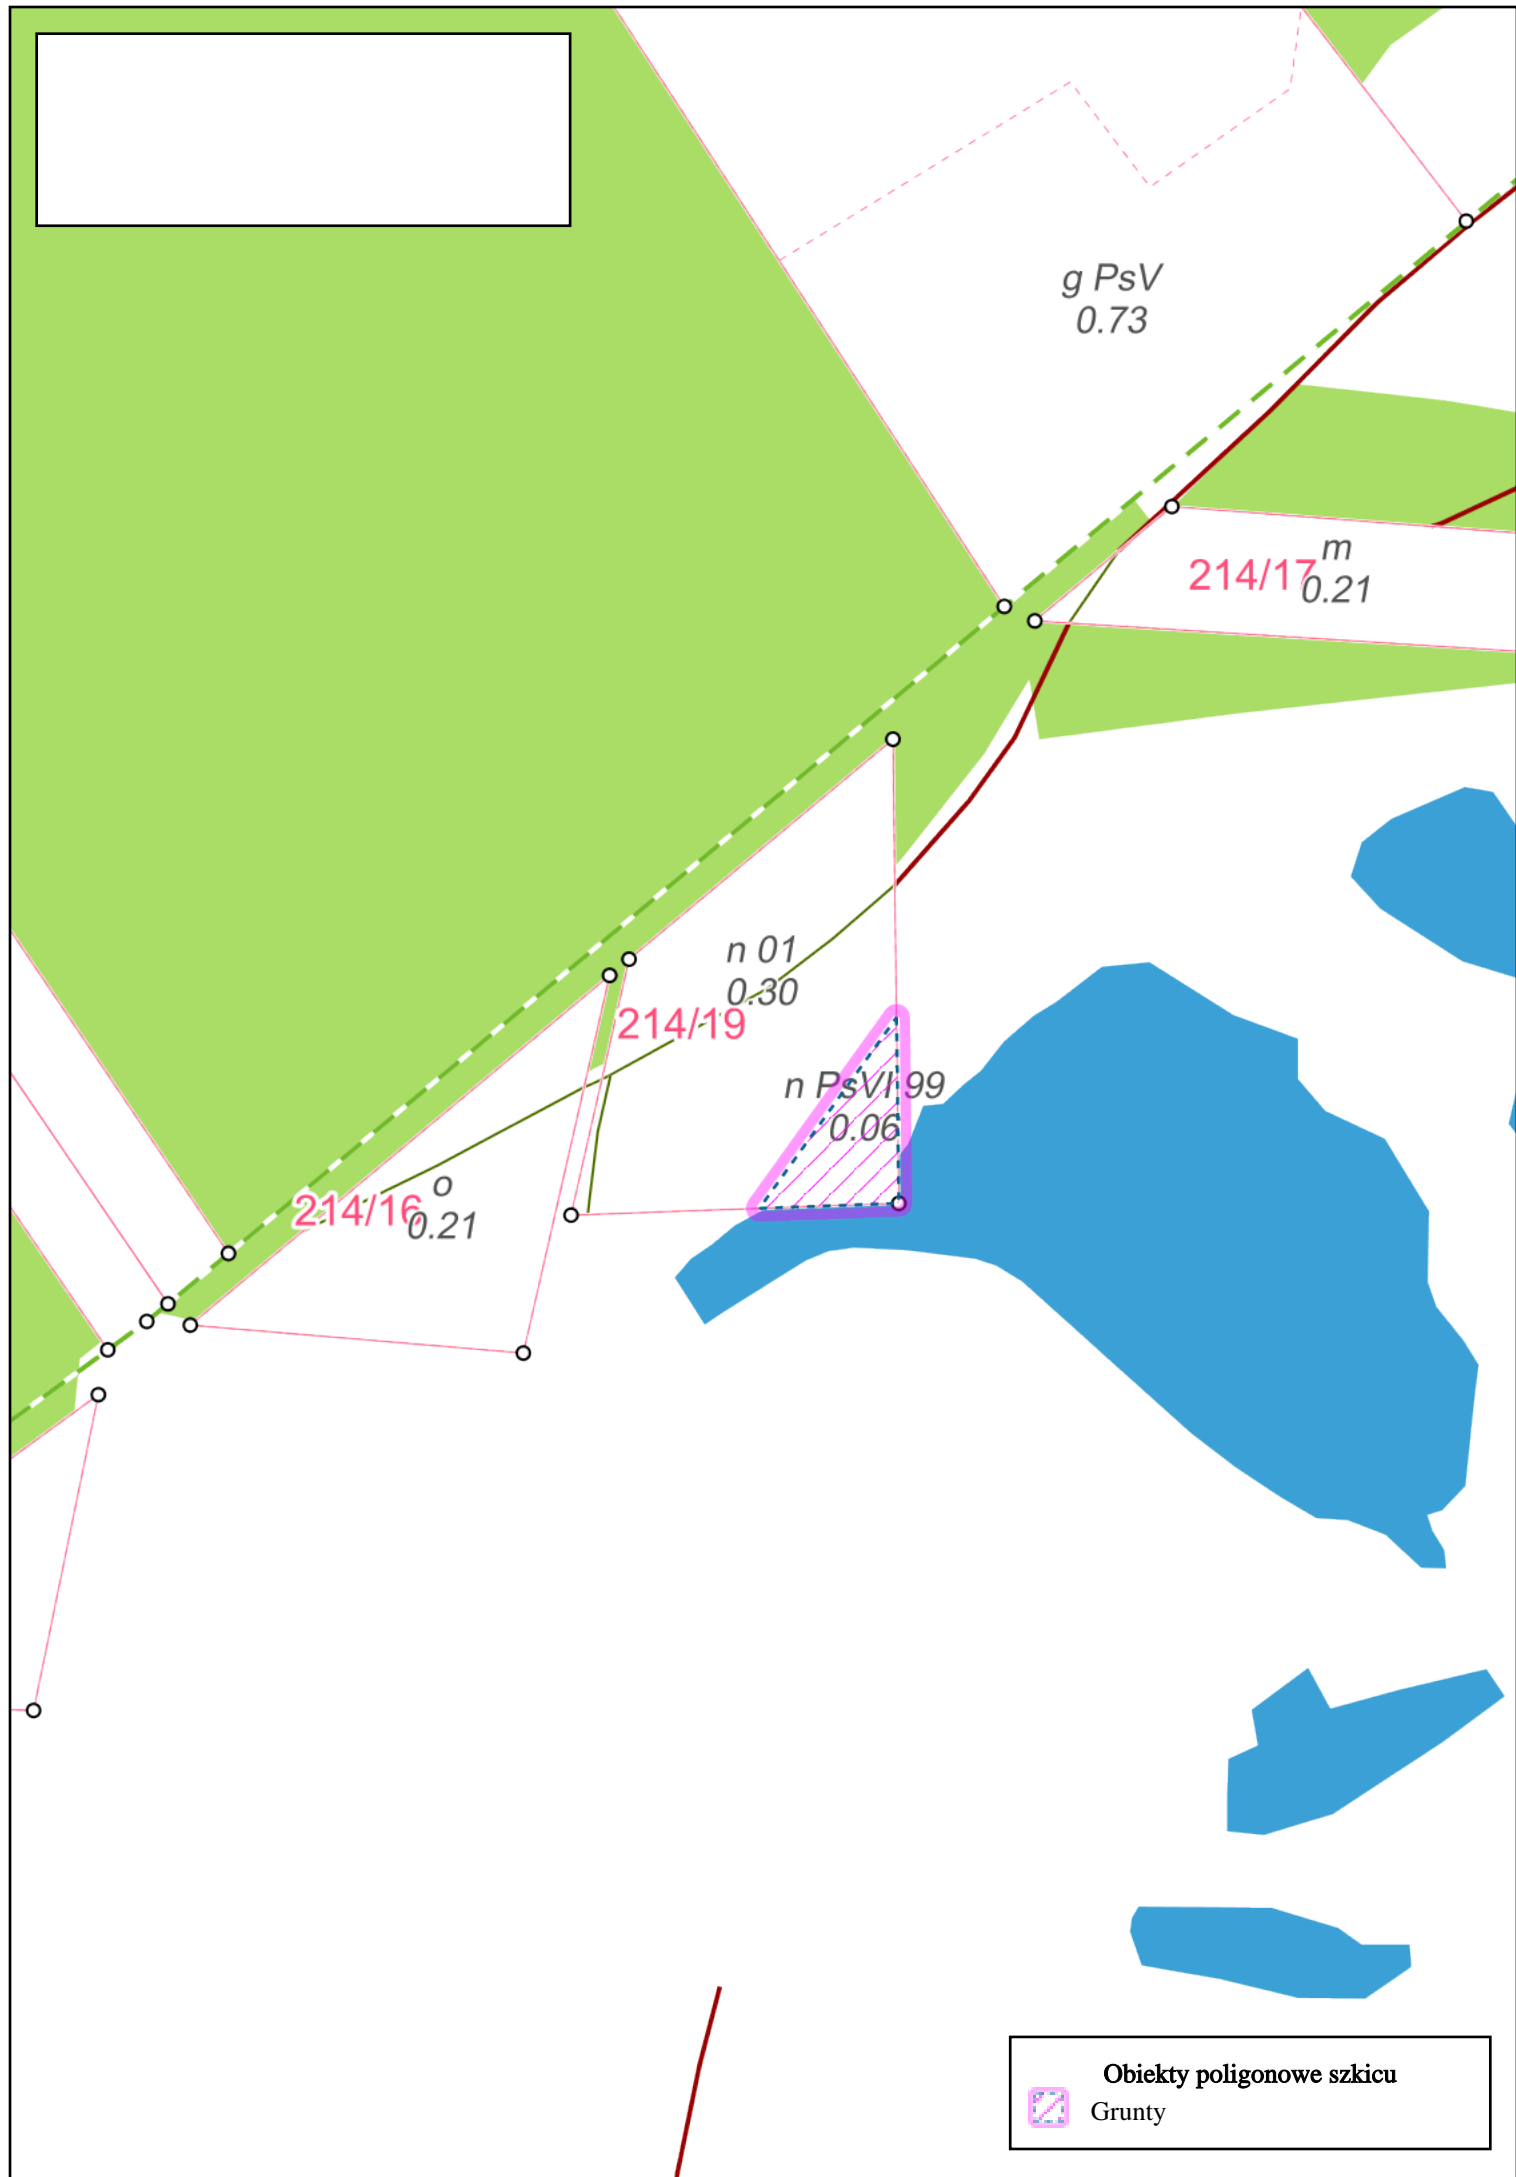 g PsV
0.73
m
214/17
0.21
n 01
0.30
214/19
n PsVI 99
0.06
o
214/16
0.21
Obiekty poligonowe szkicu
Grunty